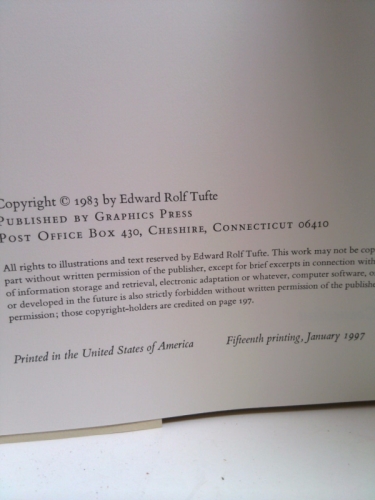 Copyright © 1983 by Edward Rolf Tufte
Published by Graphics Press
Post Office Box 430, Cheshire, Connecticut 06410
All rights to illustrations and text reserved by Edward Rolf Tufte. This work may not be cop
part without written permission of the publisher, except for brief excerpts in connection with
of information storage and retrieval, electronic adaptation or whatever, computer software, o
or developed in the future is also strictly forbidden without written permission of the publishe
permission; those copyright-holders are credited on page 197.
Printed in the United States of America Fifteenth printing, January 1997